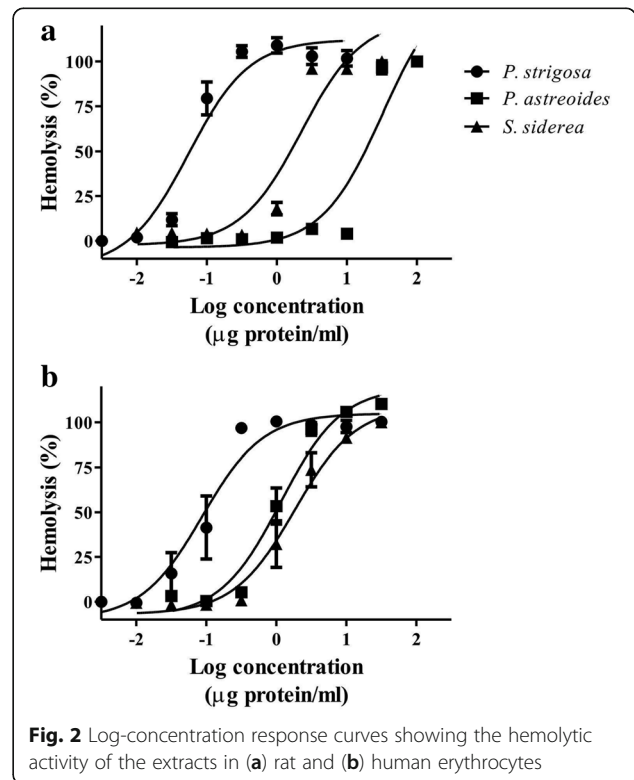 a
Hemolysis (%)
100
75
50
25
0
-2
-1
0
1
2
Log concentration
(µg protein/ml)
P. strigosa
P. astreoides
S. siderea
b
Hemolysis (%)
100
75
50
25
0
-2
-1
0
1
2
Log concentration
(µg protein/ml)
Fig. 2 Log-concentration response curves showing the hemolytic
activity of the extracts in (a) rat and (b) human erythrocytes